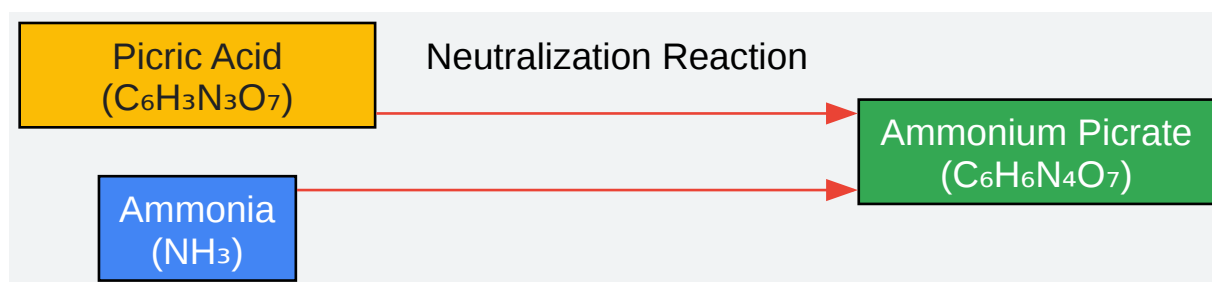 Picric Acid
(C₆H₃N₃O₇)
Neutralization Reaction
Ammonium Picrate
(C₆H₆N₄O₇)
Ammonia
(NH₃)